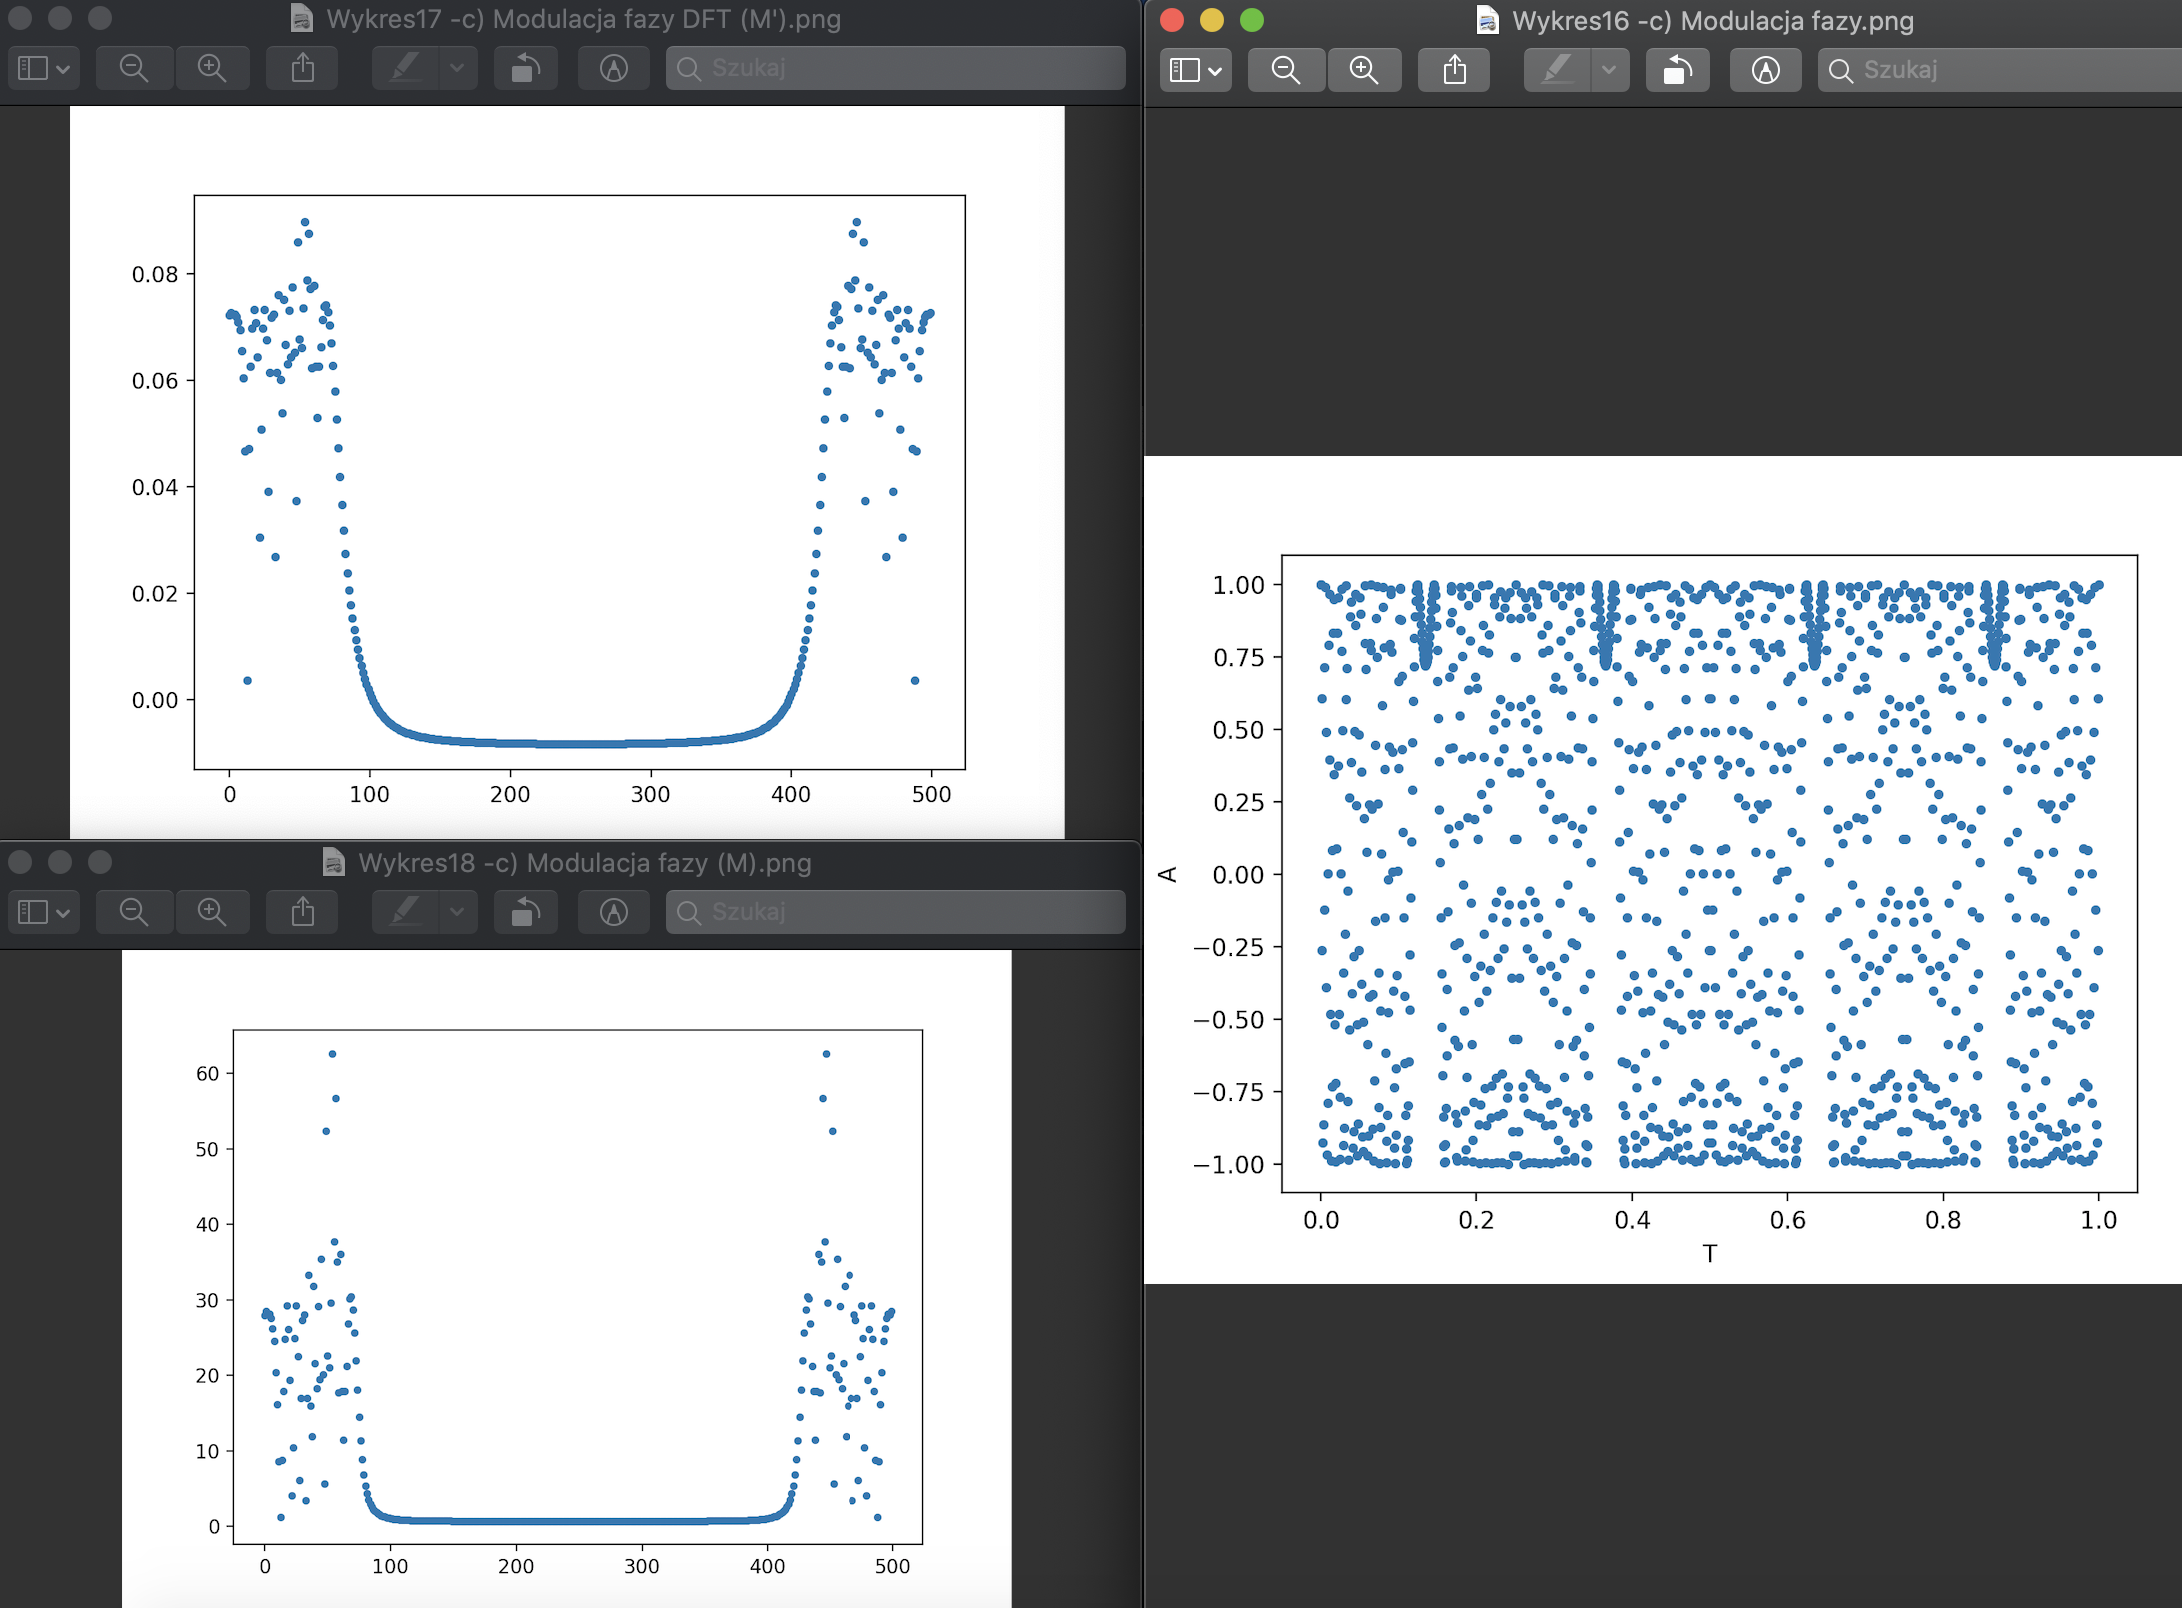 Wykres17 -c) Modulacja fazy DFT (M').png
Szukaj
0.08
0.06
0.04
0.02
0.00
0 100 200 300 400 500
Wykres18 -c) Modulacja fazy (M).png
Szukaj
60
50
40
30
20
10
0
0 100 200 300 400 500
Wykres16 -c) Modulacja fazy.png
Szukaj
1.00
0.75
0.50
0.25
A
0.00
−0.25
−0.50
−0.75
−1.00
0.0 0.2 0.4 0.6 0.8 1.0
T